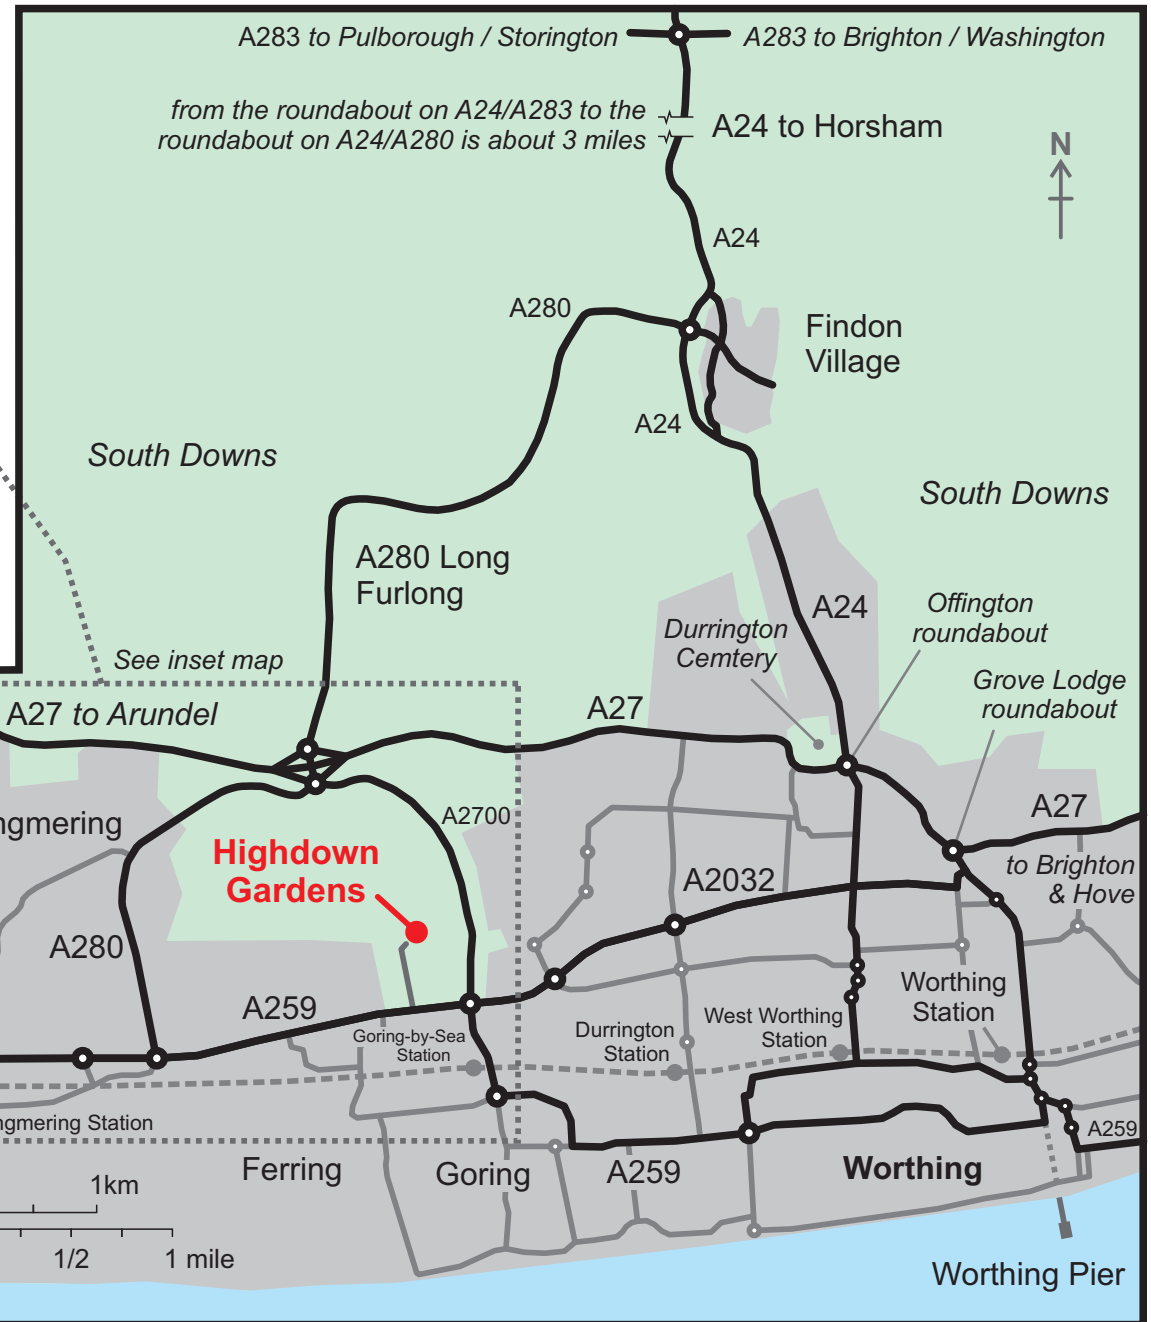 A283 to Pulborough / Storington
A283 to Brighton / Washington
from the roundabout on A24/A283 to the
roundabout on A24/A280 is about 3 miles
A24 to Horsham
N
A24
A280
Findon
Village
A24
South Downs
South Downs
A280 Long
Furlong
A24
Offington
roundabout
Durrington
Cemtery
See inset map
Grove Lodge
roundabout
A27 to Arundel
A27
A27
to Brighton
& Hove
ngmering
A2700
Highdown
Gardens
A2032
A280
A259
Goring-by-Sea
Station
Durrington
Station
West Worthing
Station
Worthing
Station
ngmering Station
A259
Ferring
Goring
A259
Worthing
1km
1/2
1 mile
Worthing Pier